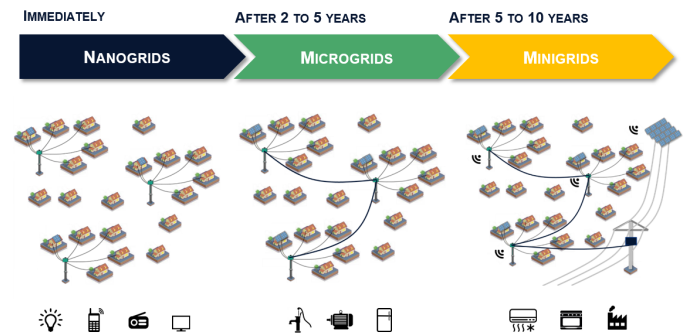 IMMEDIATELY
AFTER 2 TO 5 YEARS
AFTER 5 TO 10 YEARS
NANOGRIDS
MICROGRIDS
MINIGRIDS